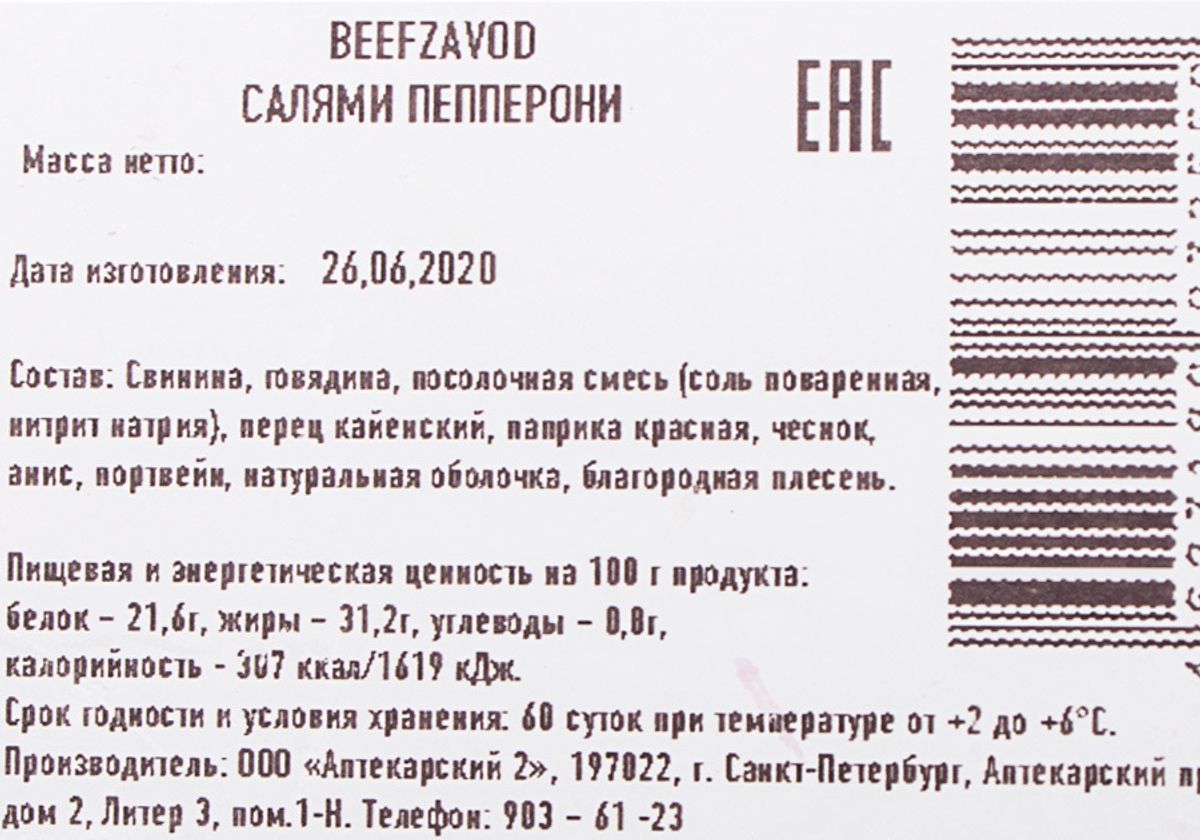 BEEFZAVOD
САЛЯМИ ПЕППЕРОНИ
EAC
Масса нетто:
Дата изготовления: 26,06,2020
Состав: Свинина, говядина, посолочная смесь (соль поваренная,
нитрит натрия), перец кайенский, паприка красная, чеснок,
анис, портвейн, натуральная оболочка, благородная плесень.
Пищевая и энергетическая ценность на 100 г продукта:
белок – 21,6г, жиры – 31,2г, углеводы – 0,0г,
калорийность - 387 ккал/1619 кДж.
Срок годности и условия хранения: 60 суток при температуре от +2 до +6°С.
Производитель: ООО «Аптекарский 2», 197022, г. Санкт-Петербург, Аптекарский пр
дом 2, Литер 3, пом.1-Н. Телефон: 903 – 61 -23